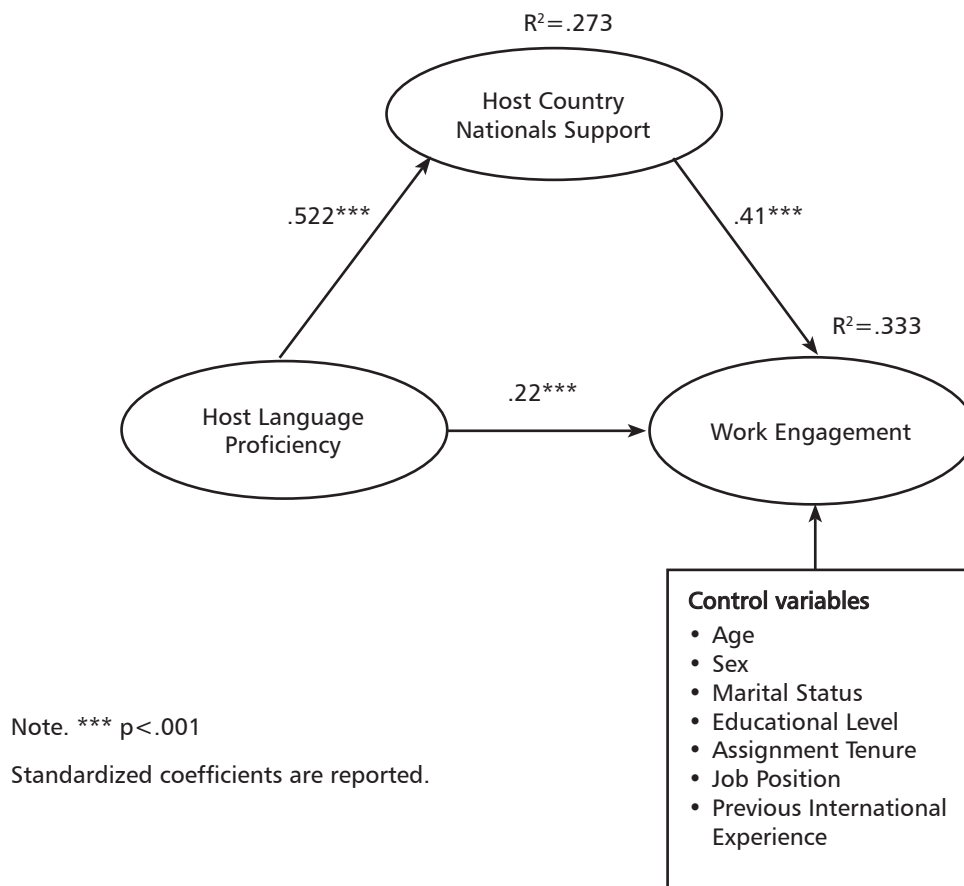 R²=.273
Host Country
Nationals Support
.522***
.41***
R²=.333
Host Language
Proficiency
.22***
Work Engagement
Control variables
• Age
• Sex
• Marital Status
• Educational Level
• Assignment Tenure
• Job Position
• Previous International
Experience
Note. *** p<.001
Standardized coefficients are reported.